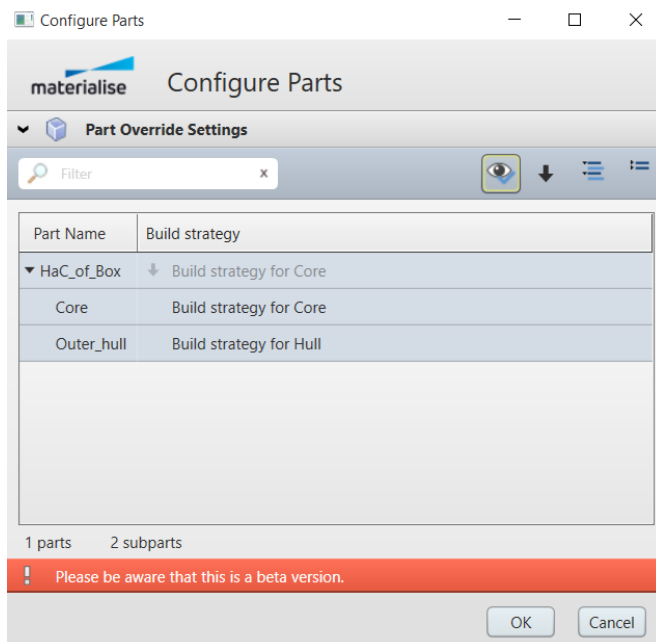 Configure Parts
materialise
Configure Parts
Part Override Settings
Filter x
Part Name Build strategy
HaC_of_Box Build strategy for Core
Core Build strategy for Core
Outer_hull Build strategy for Hull
1 parts 2 subparts
! Please be aware that this is a beta version.
OK Cancel